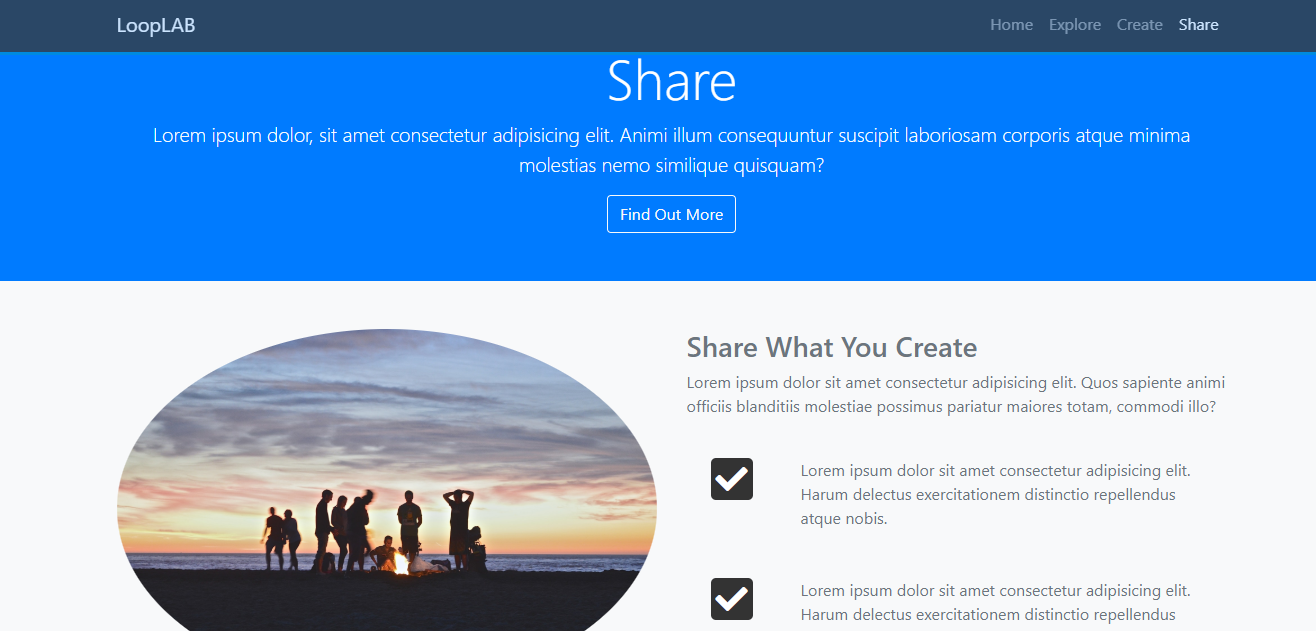 LoopLAB
Home Explore Create Share
Share
Lorem ipsum dolor, sit amet consectetur adipisicing elit. Animi illum consequuntur suscipit laboriosam corporis atque minima
molestias nemo similique quisquam?
Find Out More
Share What You Create
Lorem ipsum dolor sit amet consectetur adipisicing elit. Quos sapiente animi
officiis blanditiis molestiae possimus pariatur maiores totam, commodi illo?
Lorem ipsum dolor sit amet consectetur adipisicing elit.
Harum delectus exercitationem distinctio repellendus
atque nobis.
Lorem ipsum dolor sit amet consectetur adipisicing elit.
Harum delectus exercitationem distinctio repellendus